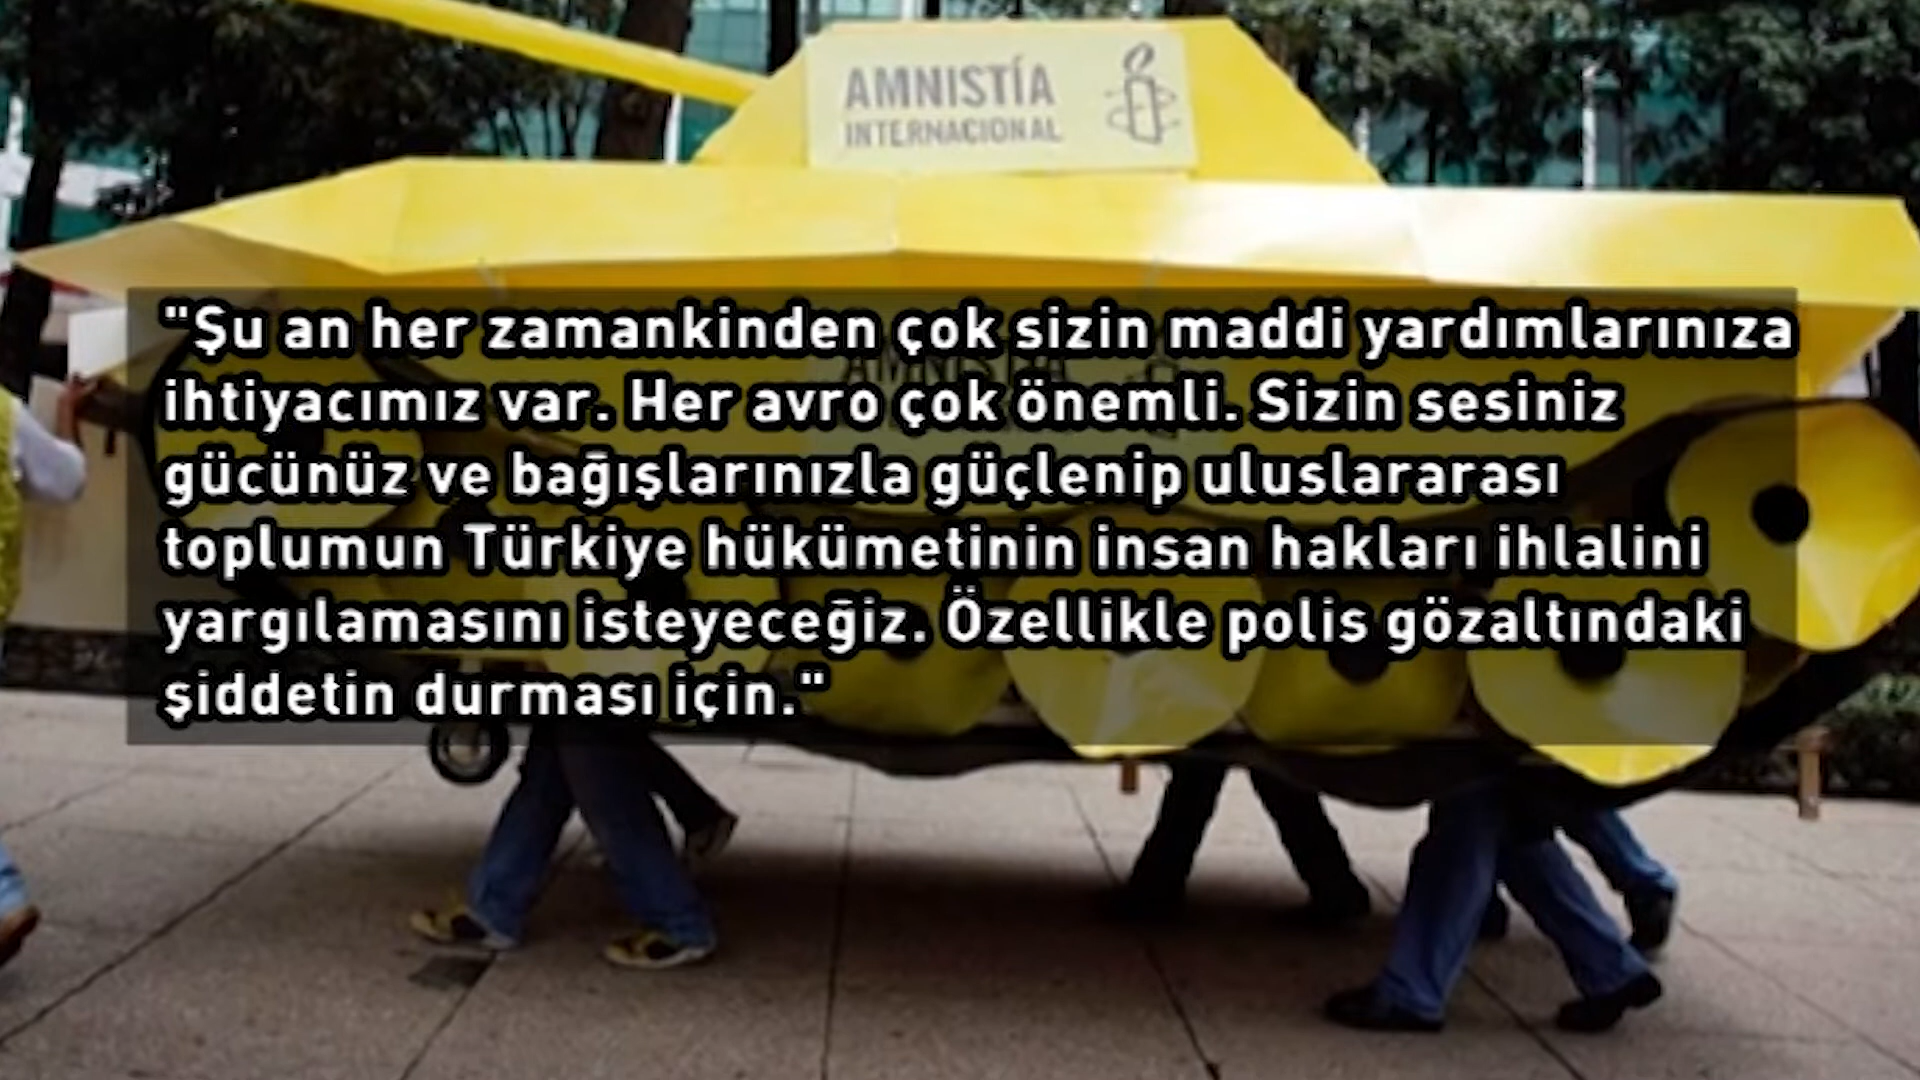 AMNISTÍA
INTERNACIONAL
"Şu an her zamankinden çok sizin maddi yardımlarınıza
ihtiyacımız var. Her avro çok önemli. Sizin sesiniz
gücünüz ve bağışlarınızla güçlenip uluslararası
toplumun Türkiye hükümetinin insan hakları ihlalini
yargılamasını isteyeceğiz. Özellikle polis gözaltındaki
şiddetin durması için."